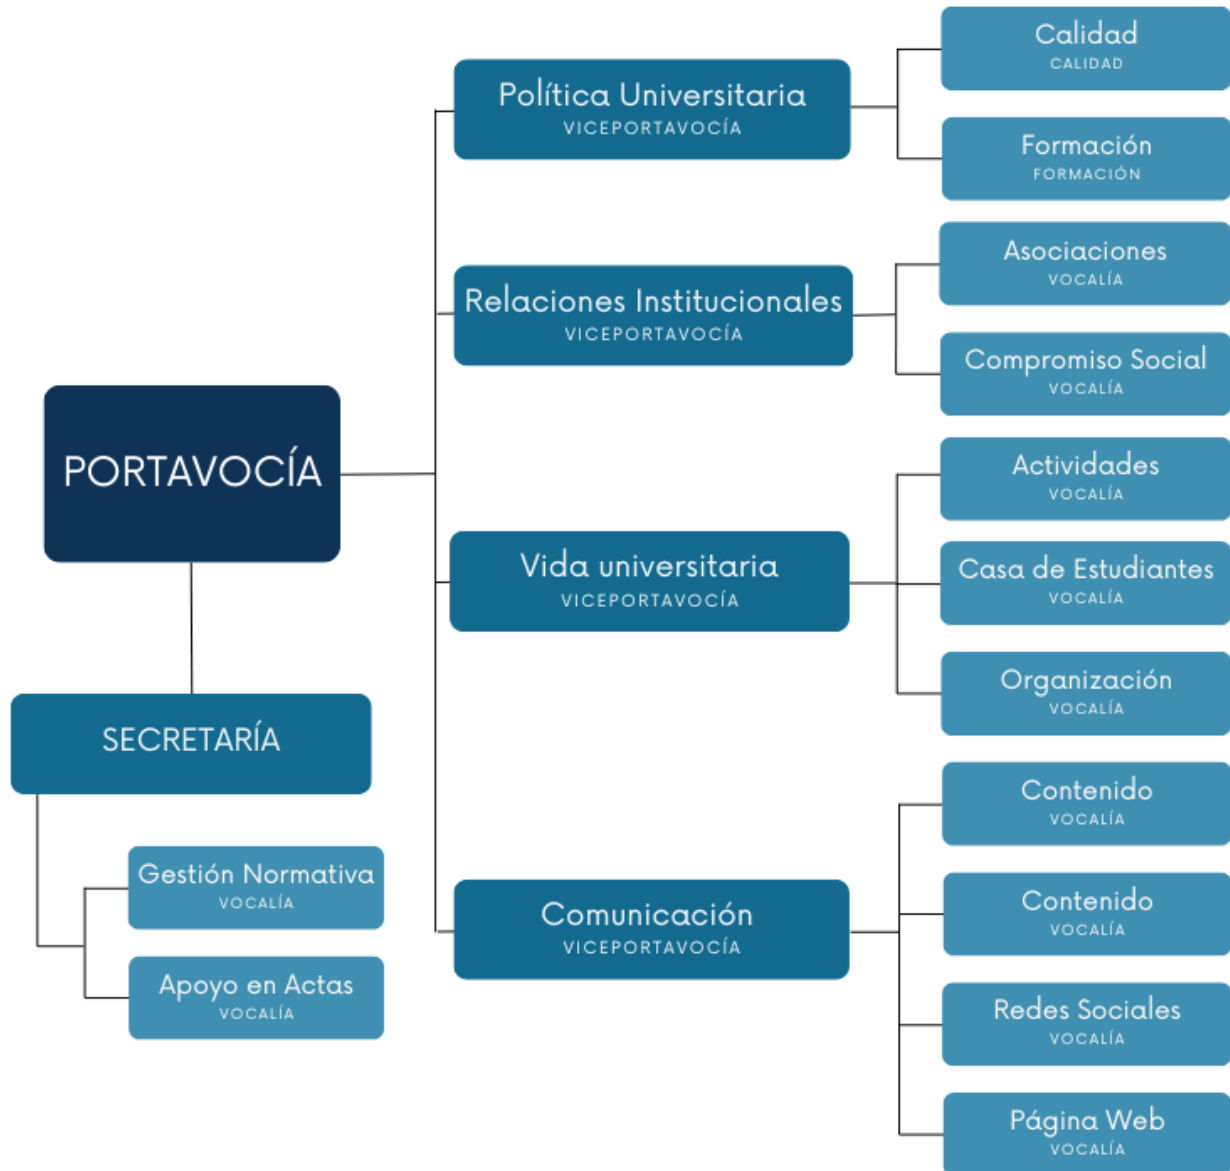 PORTAVOCÍA
SECRETARÍA
Gestión Normativa
VOCALÍA
Apoyo en Actas
VOCALÍA
Política Universitaria
VICEPORTAVOCÍA
Calidad
CALIDAD
Formación
FORMACIÓN
Relaciones Institucionales
VICEPORTAVOCÍA
Asociaciones
VOCALÍA
Compromiso Social
VOCALÍA
Vida universitaria
VICEPORTAVOCÍA
Actividades
VOCALÍA
Casa de Estudiantes
VOCALÍA
Organización
VOCALÍA
Comunicación
VICEPORTAVOCÍA
Contenido
VOCALÍA
Contenido
VOCALÍA
Redes Sociales
VOCALÍA
Página Web
VOCALÍA